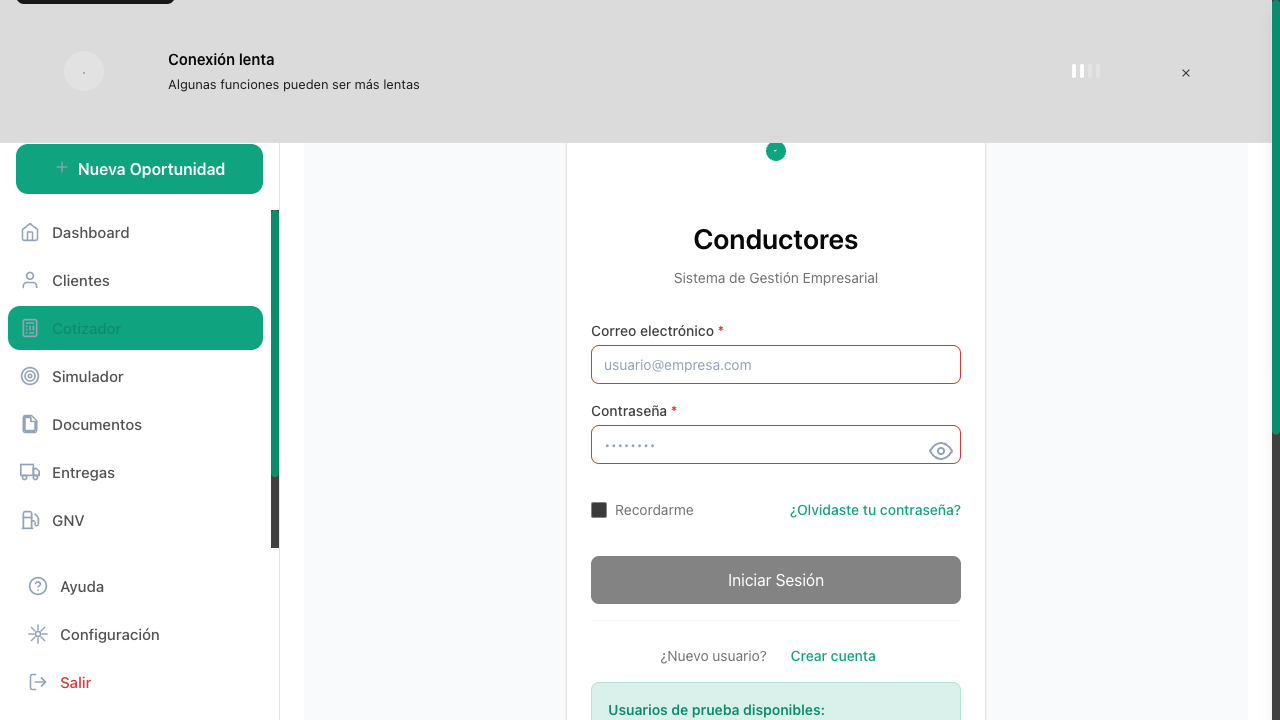 Conexión lenta
Algunas funciones pueden ser más lentas
×
+ Nueva Oportunidad
Dashboard
Clientes
Cotizador
Simulador
Documentos
Entregas
GNV
Ayuda
Configuración
Salir
Conductores
Sistema de Gestión Empresarial
Correo electrónico *
usuario@empresa.com
Contraseña *
••••••••
Recordarme
¿Olvidaste tu contraseña?
Iniciar Sesión
¿Nuevo usuario? Crear cuenta
Usuarios de prueba disponibles: